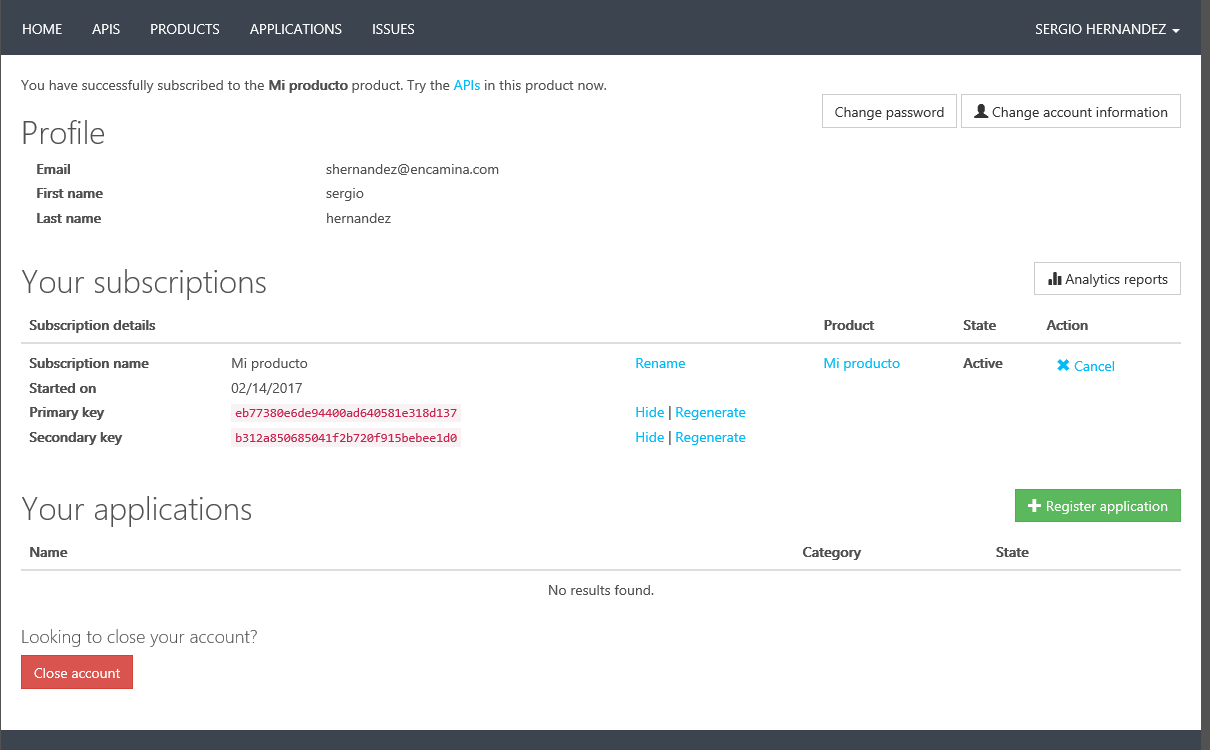 HOME APIS PRODUCTS APPLICATIONS ISSUES SERGIO HERNANDEZ
You have successfully subscribed to the Mi producto product. Try the APIs in this product now.
Change password Change account information
Profile
Email shernandez@encamina.com
First name sergio
Last name hernandez
Your subscriptions Analytics reports
Subscription details Product State Action
Subscription name Mi producto Rename Mi producto Active Cancel
Started on 02/14/2017
Primary key eb77380e6de94400ad640581e318d137 Hide | Regenerate
Secondary key b312a850685041f2b720f915bebee1d0 Hide | Regenerate
Your applications Register application
Name Category State
No results found.
Looking to close your account?
Close account